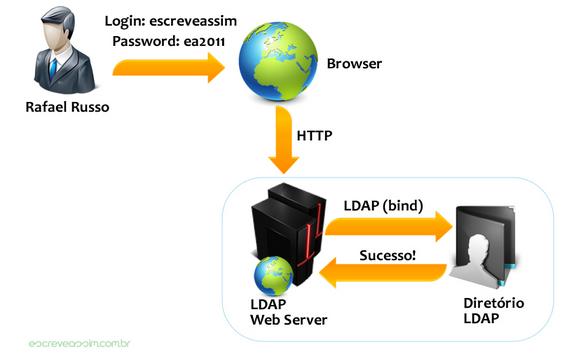 Login: escreveassim
Password: ea2011
Rafael Russo
Browser
HTTP
LDAP (bind)
Sucesso!
LDAP
Web Server
Diretório
LDAP
escreveassim.com.br